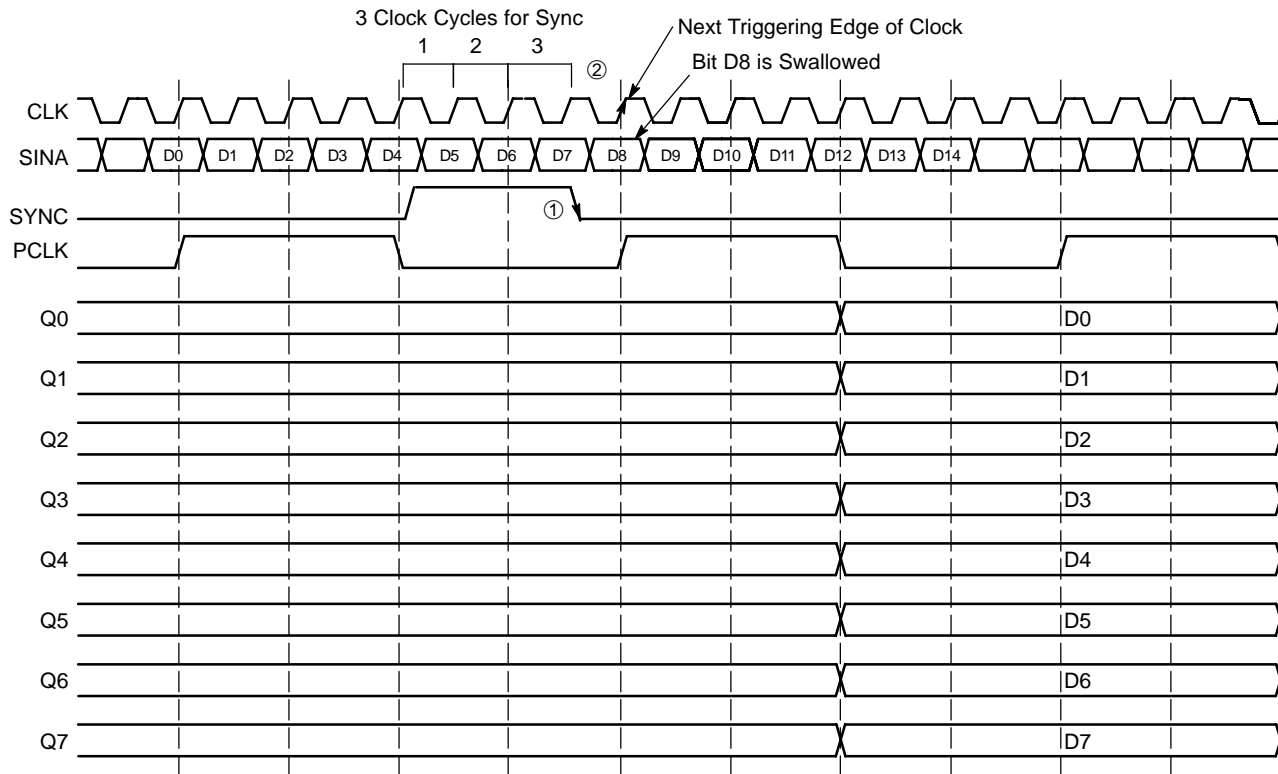 3 Clock Cycles for Sync
1 2 3
②
Next Triggering Edge of Clock
Bit D8 is Swallowed
CLK
SINA D0 D1 D2 D3 D4 D5 D6 D7 D8 D9 D10 D11 D12 D13 D14
SYNC ①
PCLK
Q0 D0
Q1 D1
Q2 D2
Q3 D3
Q4 D4
Q5 D5
Q6 D6
Q7 D7